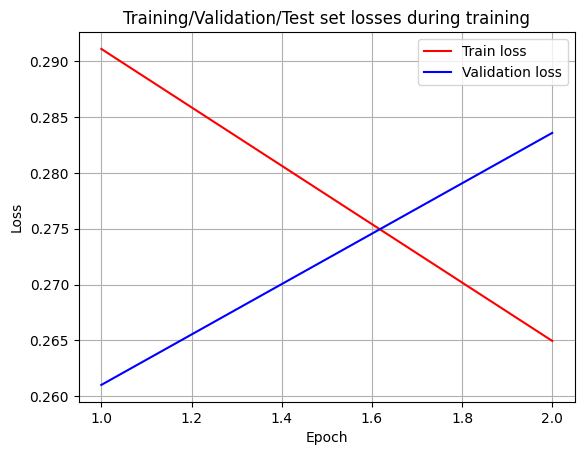 Training/Validation/Test set losses during training
Train loss
Validation loss
0.290
0.285
0.280
0.275
0.270
0.265
0.260
Loss
1.0 1.2 1.4 1.6 1.8 2.0
Epoch